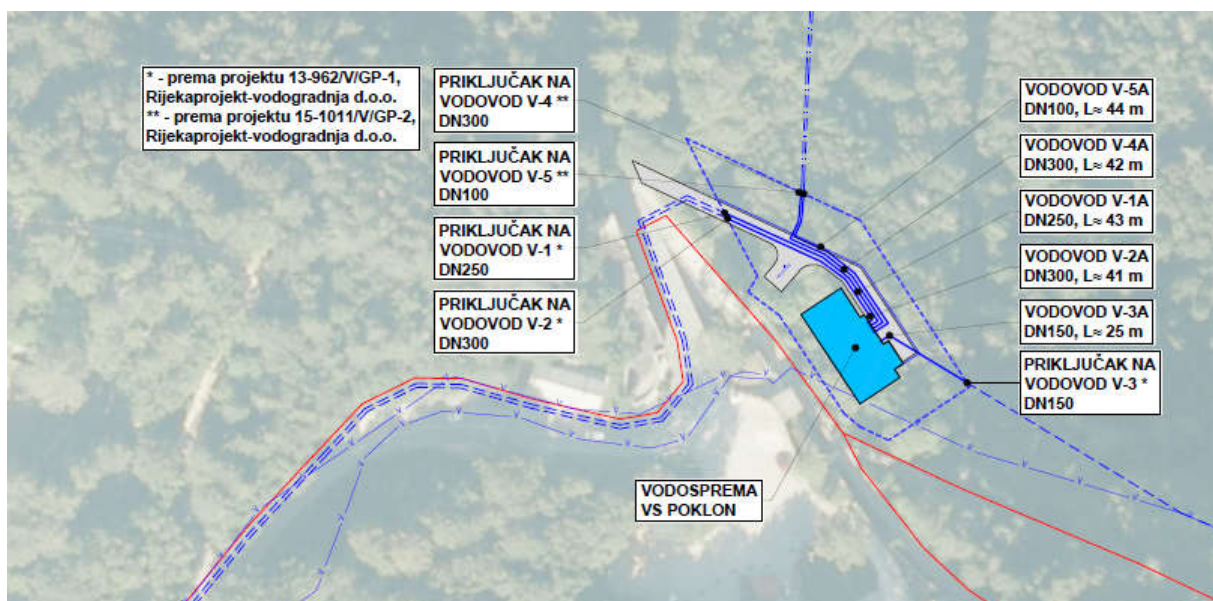 * - prema projektu 13-962/V/GP-1,
Rijekaprojekt-vodogradnja d.o.o.
** - prema projektu 15-1011/V/GP-2,
Rijekaprojekt-vodogradnja d.o.o.
PRIKLJUČAK NA
VODOVOD V-4 **
DN300
PRIKLJUČAK NA
VODOVOD V-5 **
DN100
PRIKLJUČAK NA
VODOVOD V-1 *
DN250
PRIKLJUČAK NA
VODOVOD V-2 *
DN300
VODOVOD V-5A
DN100, L≈ 44 m
VODOVOD V-4A
DN300, L≈ 42 m
VODOVOD V-1A
DN250, L≈ 43 m
VODOVOD V-2A
DN300, L≈ 41 m
VODOVOD V-3A
DN150, L≈ 25 m
PRIKLJUČAK NA
VODOVOD V-3 *
DN150
VODOSPREMA
VS POKLON